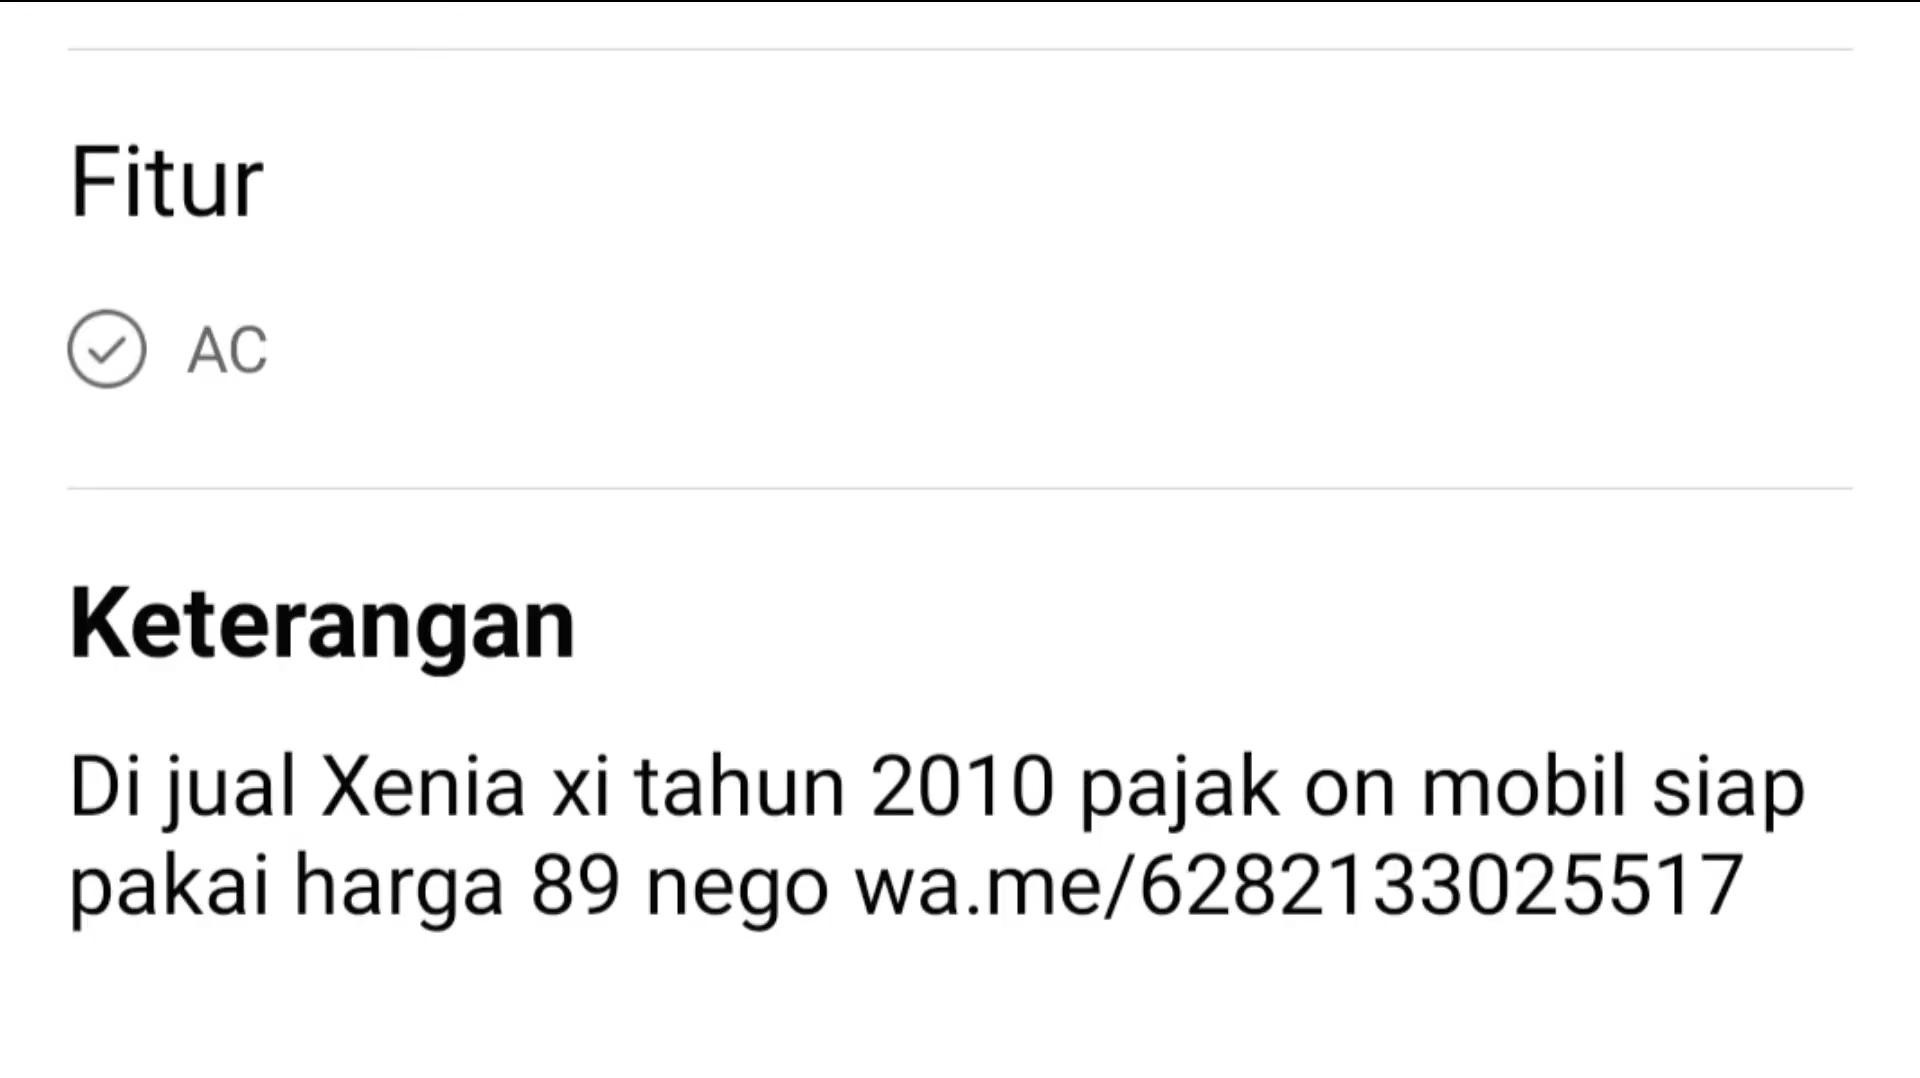 Fitur
AC
Keterangan
Di jual Xenia xi tahun 2010 pajak on mobil siap
pakai harga 89 nego wa.me/6282133025517